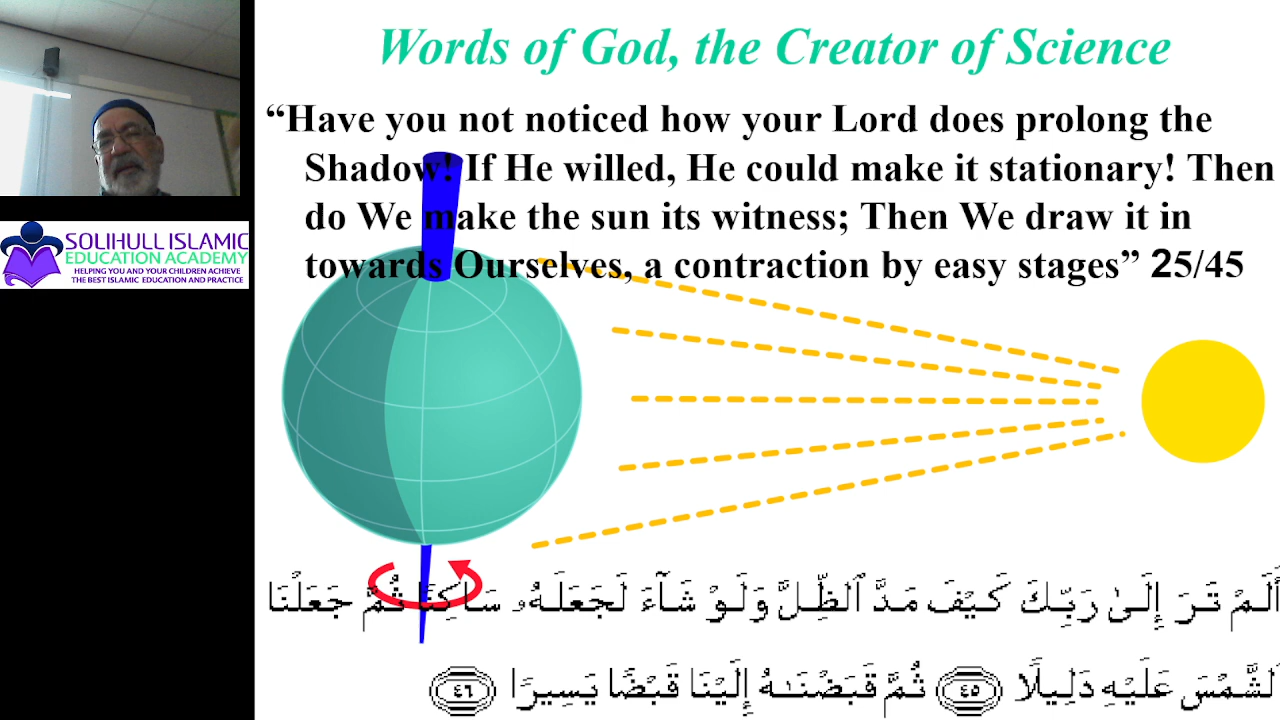 Words of God, the Creator of Science
“Have you not noticed how your Lord does prolong the
Shadow! If He willed, He could make it stationary! Then
do We make the sun its witness; Then We draw it in
towards Ourselves, a contraction by easy stages” 25/45
SOLIHULL ISLAMIC
EDUCATION ACADEMY
HELPING YOU AND YOUR CHILDREN ACHIEVE
THE BEST ISLAMIC EDUCATION AND PRACTICE
أَلَمْ تَرَ إِلَىٰ رَبِّكَ كَيْفَ مَدَّ ٱلظِّلَّ وَلَوْ شَآءَ لَجَعَلَهُۥ سَاكِنًا ثُمَّ جَعَلْنَا
ٱلشَّمْسَ عَلَيْهِ دَلِيلًا ٤٥ ثُمَّ قَبَضْنَـٰهُ إِلَيْنَا قَبْضًا يَسِيرًا ٤٦